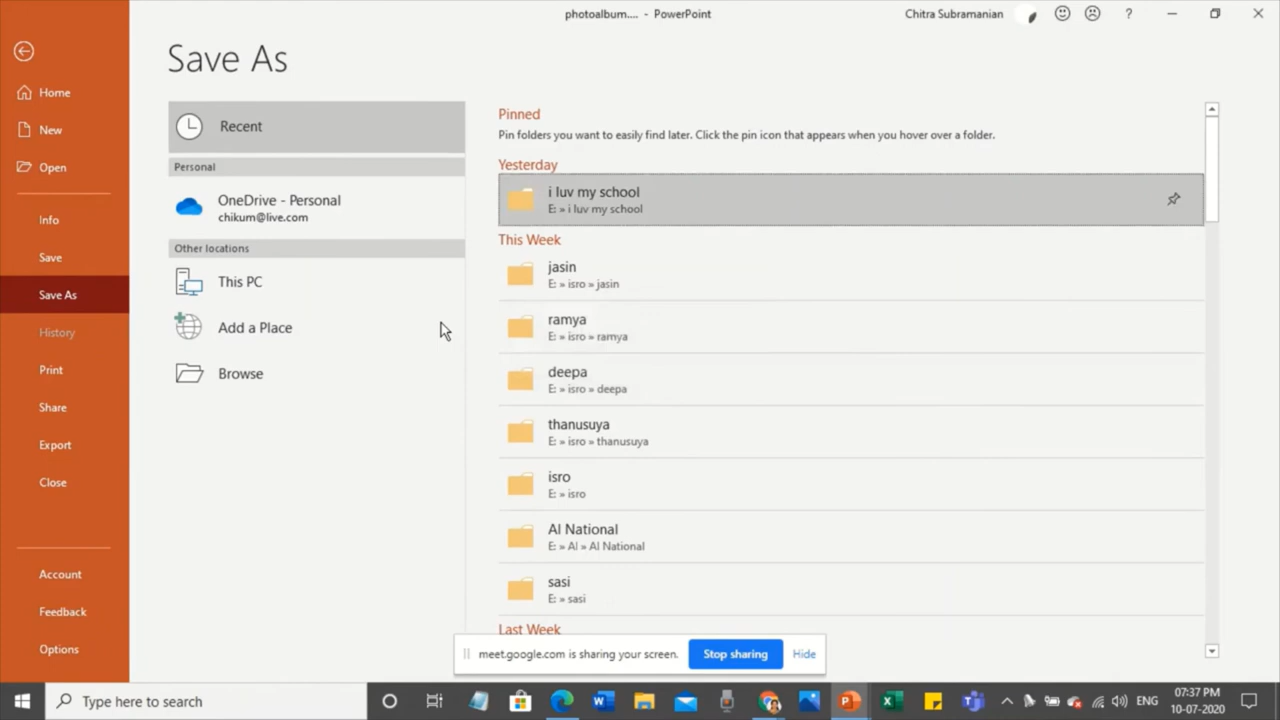 photoalbum.... - PowerPoint
Chitra Subramanian
?
Save As
Home
New
Open
Info
Save
Save As
History
Print
Share
Export
Close
Account
Feedback
Options
Recent
Personal
OneDrive - Personal
chikum@live.com
Other locations
This PC
Add a Place
Browse
Pinned
Pin folders you want to easily find later. Click the pin icon that appears when you hover over a folder.
Yesterday
i luv my school
E: » i luv my school
This Week
jasin
E: » isro » jasin
ramya
E: » isro » ramya
deepa
E: » isro » deepa
thanusuya
E: » isro » thanusuya
isro
E: » isro
AI National
E: » AI » AI National
sasi
E: » sasi
Last Week
meet.google.com is sharing your screen.
Stop sharing
Hide
Type here to search
ENG
07:37 PM
10-07-2020